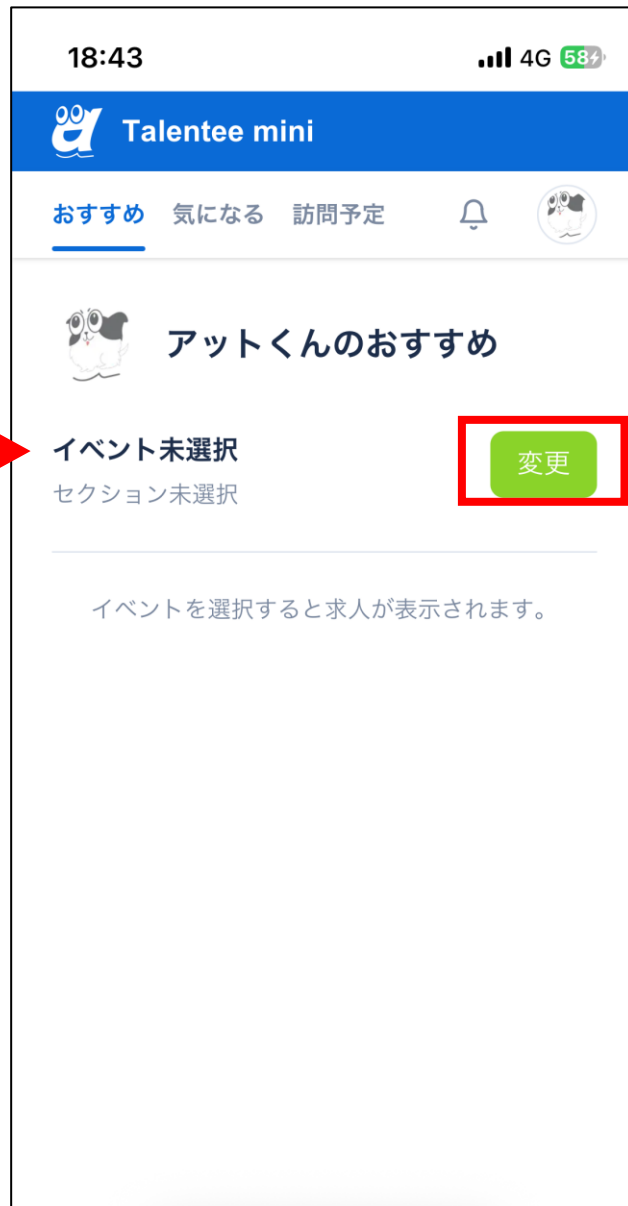 18:43 4G 58
Talentee mini
おすすめ 気になる 訪問予定
アットくんのおすすめ
イベント未選択 変更
セクション未選択
イベントを選択すると求人が表示されます。